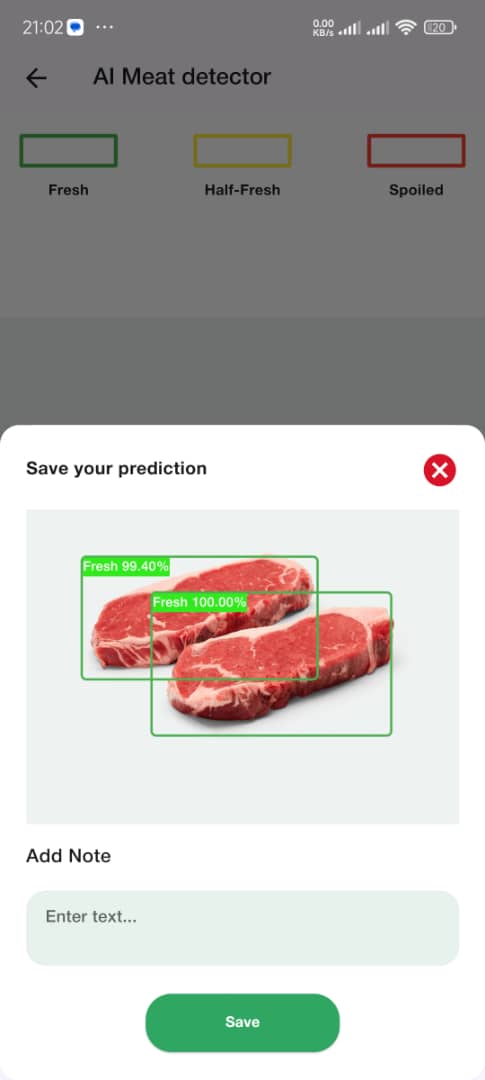 21:02 ...
0.00
KB/s
20
AI Meat detector
Fresh
Half-Fresh
Spoiled
Save your prediction
Fresh 99.40%
Fresh 100.00%
Add Note
Enter text...
Save